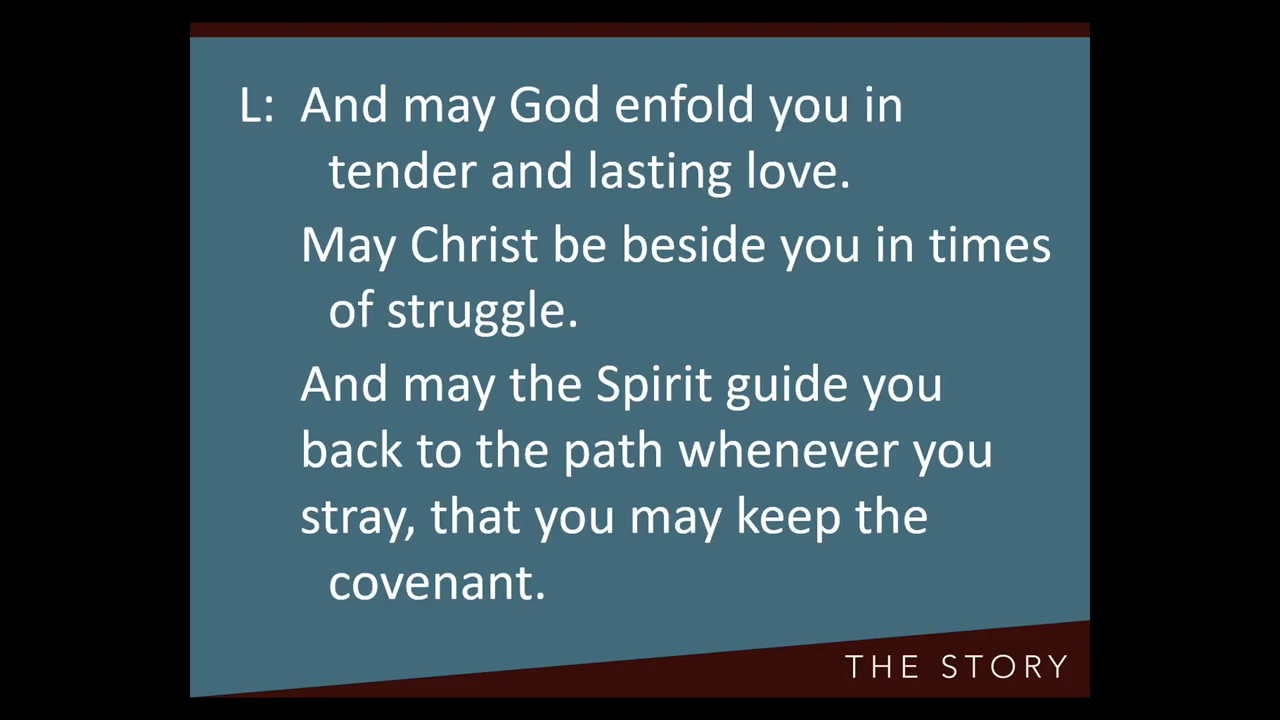 L: And may God enfold you in
tender and lasting love.
May Christ be beside you in times
of struggle.
And may the Spirit guide you
back to the path whenever you
stray, that you may keep the
covenant.
THE STORY